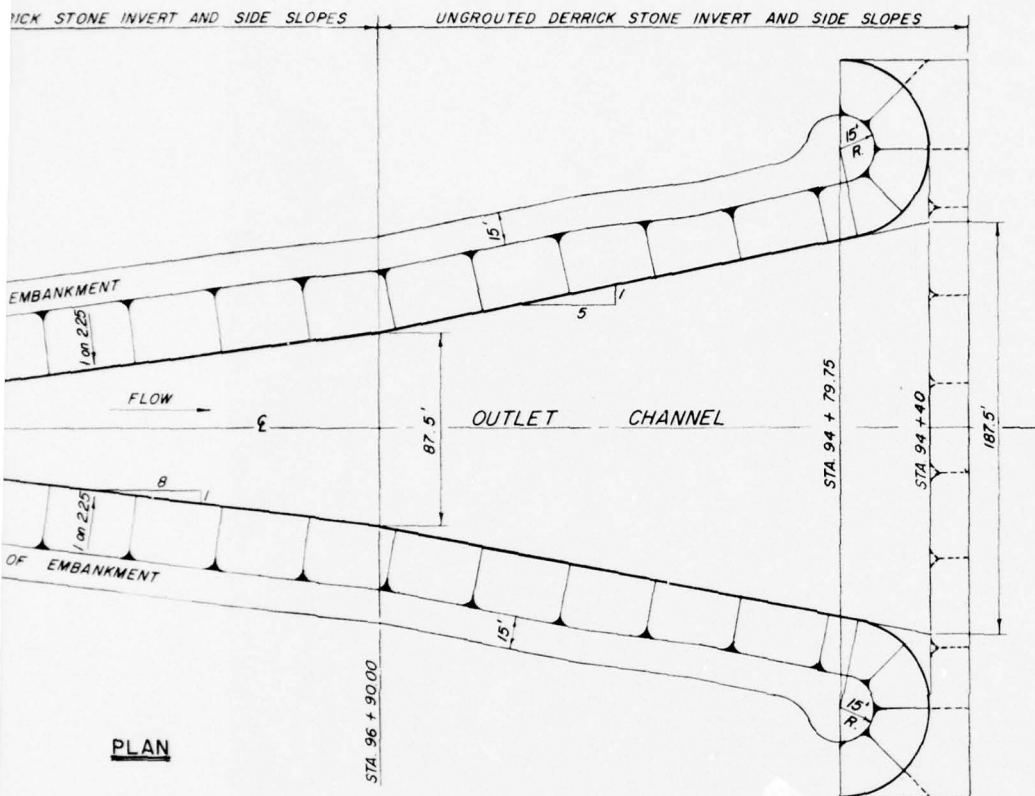 RICK STONE INVERT AND SIDE SLOPES
UNGROUTED DERRICK STONE INVERT AND SIDE SLOPES
15'
R.
15'
EMBANKMENT
1 on 2.25
5
1
FLOW
℄
87.5'
OUTLET CHANNEL
STA. 94 + 79.75
STA. 94 + 40
187.5'
8
1
1 on 2.25
OF EMBANKMENT
15'
STA. 96 + 90.00
15'
R.
PLAN